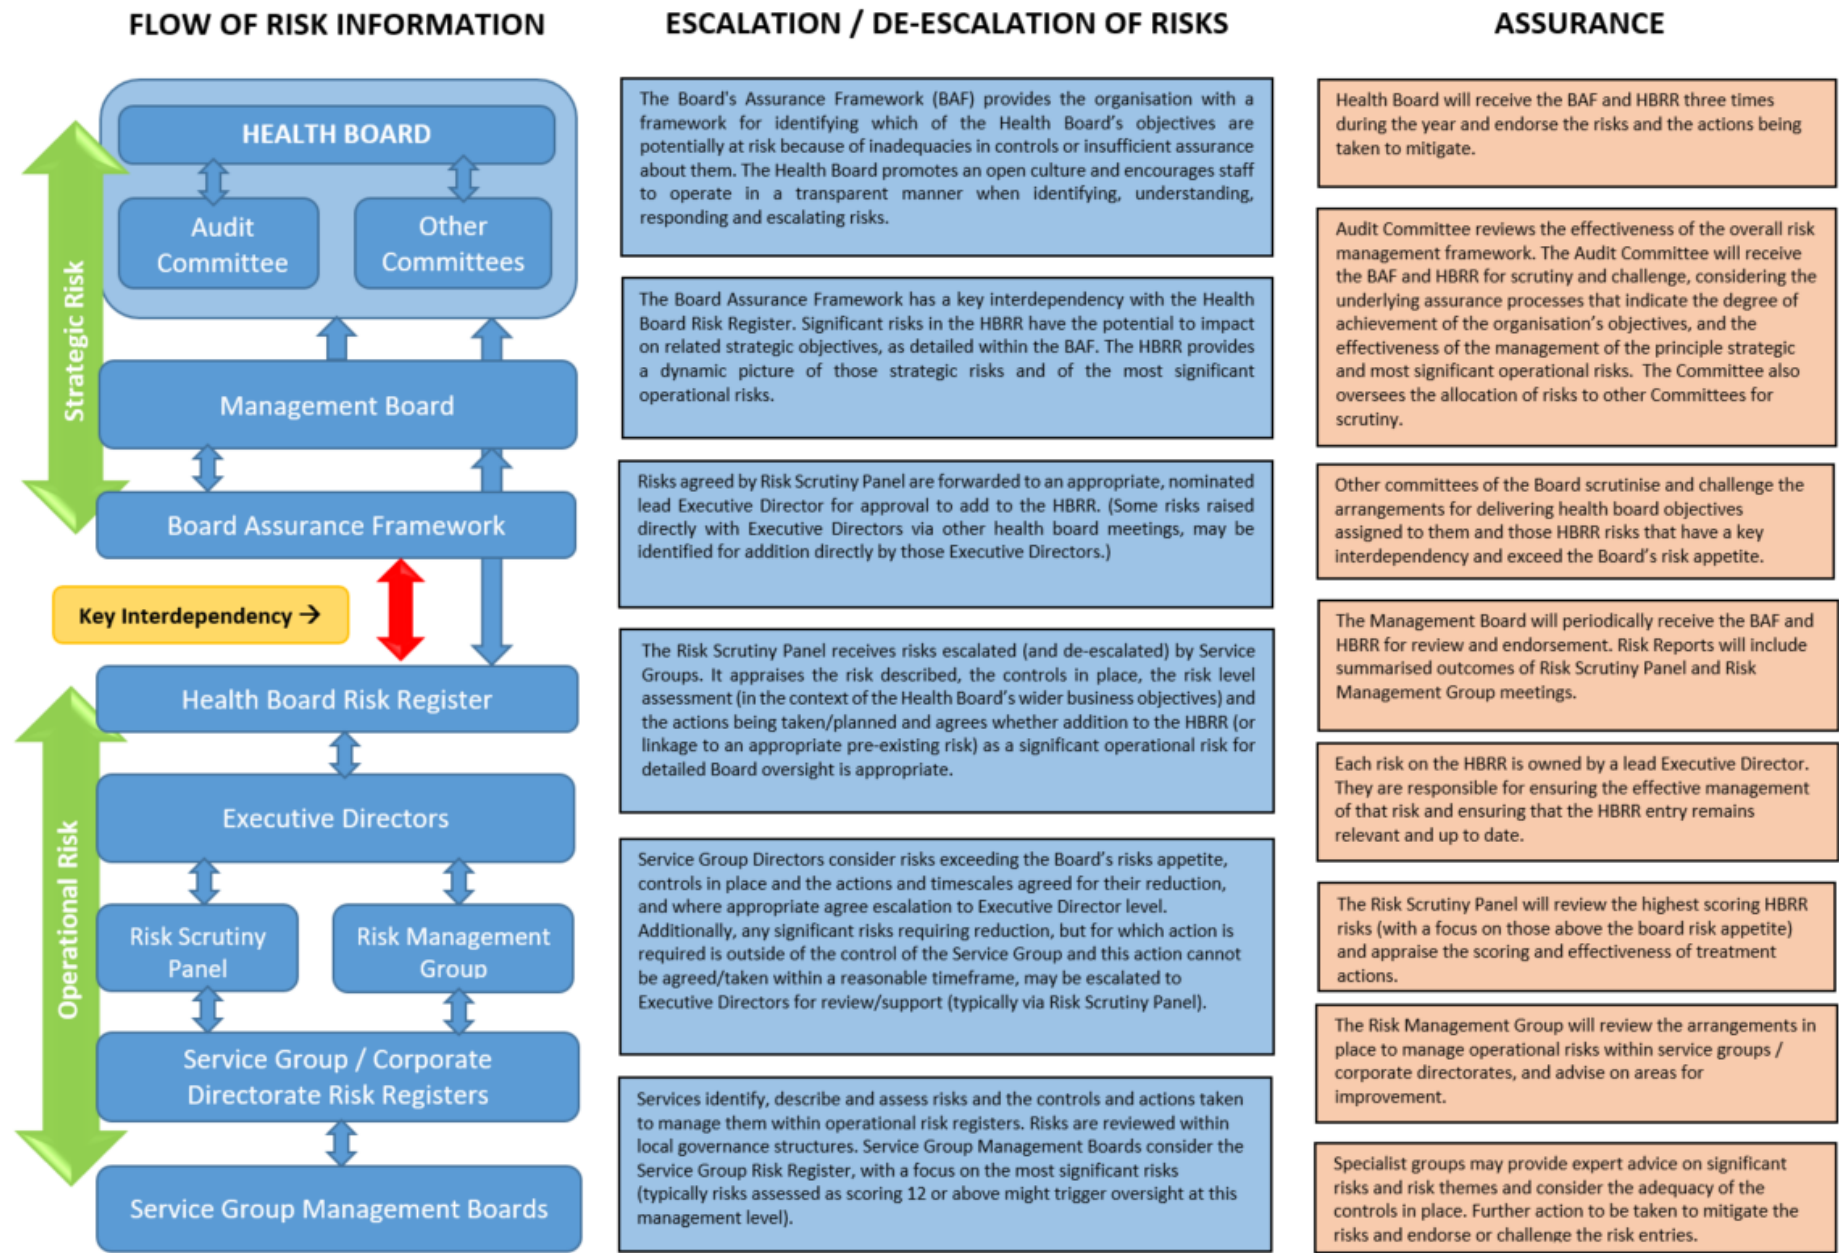 FLOW OF RISK INFORMATION
HEALTH BOARD
Audit
Committee
Other
Committees
Strategic Risk
Management Board
Board Assurance Framework
Key Interdependency →
Health Board Risk Register
Operational Risk
Executive Directors
Risk Scrutiny
Panel
Risk Management
Group
Service Group / Corporate
Directorate Risk Registers
Service Group Management Boards
ESCALATION / DE-ESCALATION OF RISKS
The Board's Assurance Framework (BAF) provides the organisation with a
framework for identifying which of the Health Board's objectives are
potentially at risk because of inadequacies in controls or insufficient assurance
about them. The Health Board promotes an open culture and encourages staff
to operate in a transparent manner when identifying, understanding,
responding and escalating risks.
The Board Assurance Framework has a key interdependency with the Health
Board Risk Register. Significant risks in the HBRR have the potential to impact
on related strategic objectives, as detailed within the BAF. The HBRR provides
a dynamic picture of those strategic risks and of the most significant
operational risks.
Risks agreed by Risk Scrutiny Panel are forwarded to an appropriate, nominated
lead Executive Director for approval to add to the HBRR. (Some risks raised
directly with Executive Directors via other health board meetings, may be
identified for addition directly by those Executive Directors.)
The Risk Scrutiny Panel receives risks escalated (and de-escalated) by Service
Groups. It appraises the risk described, the controls in place, the risk level
assessment (in the context of the Health Board's wider business objectives) and
the actions being taken/planned and agrees whether addition to the HBRR (or
linkage to an appropriate pre-existing risk) as a significant operational risk for
detailed Board oversight is appropriate.
Service Group Directors consider risks exceeding the Board's risks appetite,
controls in place and the actions and timescales agreed for their reduction,
and where appropriate agree escalation to Executive Director level.
Additionally, any significant risks requiring reduction, but for which action is
required is outside of the control of the Service Group and this action cannot
be agreed/taken within a reasonable timeframe, may be escalated to
Executive Directors for review/support (typically via Risk Scrutiny Panel).
Services identify, describe and assess risks and the controls and actions taken
to manage them within operational risk registers. Risks are reviewed within
local governance structures. Service Group Management Boards consider the
Service Group Risk Register, with a focus on the most significant risks
(typically risks assessed as scoring 12 or above might trigger oversight at this
management level).
ASSURANCE
Health Board will receive the BAF and HBRR three times
during the year and endorse the risks and the actions being
taken to mitigate.
Audit Committee reviews the effectiveness of the overall risk
management framework. The Audit Committee will receive
the BAF and HBRR for scrutiny and challenge, considering the
underlying assurance processes that indicate the degree of
achievement of the organisation's objectives, and the
effectiveness of the management of the principle strategic
and most significant operational risks. The Committee also
oversees the allocation of risks to other Committees for
scrutiny.
Other committees of the Board scrutinise and challenge the
arrangements for delivering health board objectives
assigned to them and those HBRR risks that have a key
interdependency and exceed the Board's risk appetite.
The Management Board will periodically receive the BAF and
HBRR for review and endorsement. Risk Reports will include
summarised outcomes of Risk Scrutiny Panel and Risk
Management Group meetings.
Each risk on the HBRR is owned by a lead Executive Director.
They are responsible for ensuring the effective management
of that risk and ensuring that the HBRR entry remains
relevant and up to date.
The Risk Scrutiny Panel will review the highest scoring HBRR
risks (with a focus on those above the board risk appetite)
and appraise the scoring and effectiveness of treatment
actions.
The Risk Management Group will review the arrangements in
place to manage operational risks within service groups /
corporate directorates, and advise on areas for
improvement.
Specialist groups may provide expert advice on significant
risks and risk themes and consider the adequacy of the
controls in place. Further action to be taken to mitigate the
risks and endorse or challenge the risk entries.